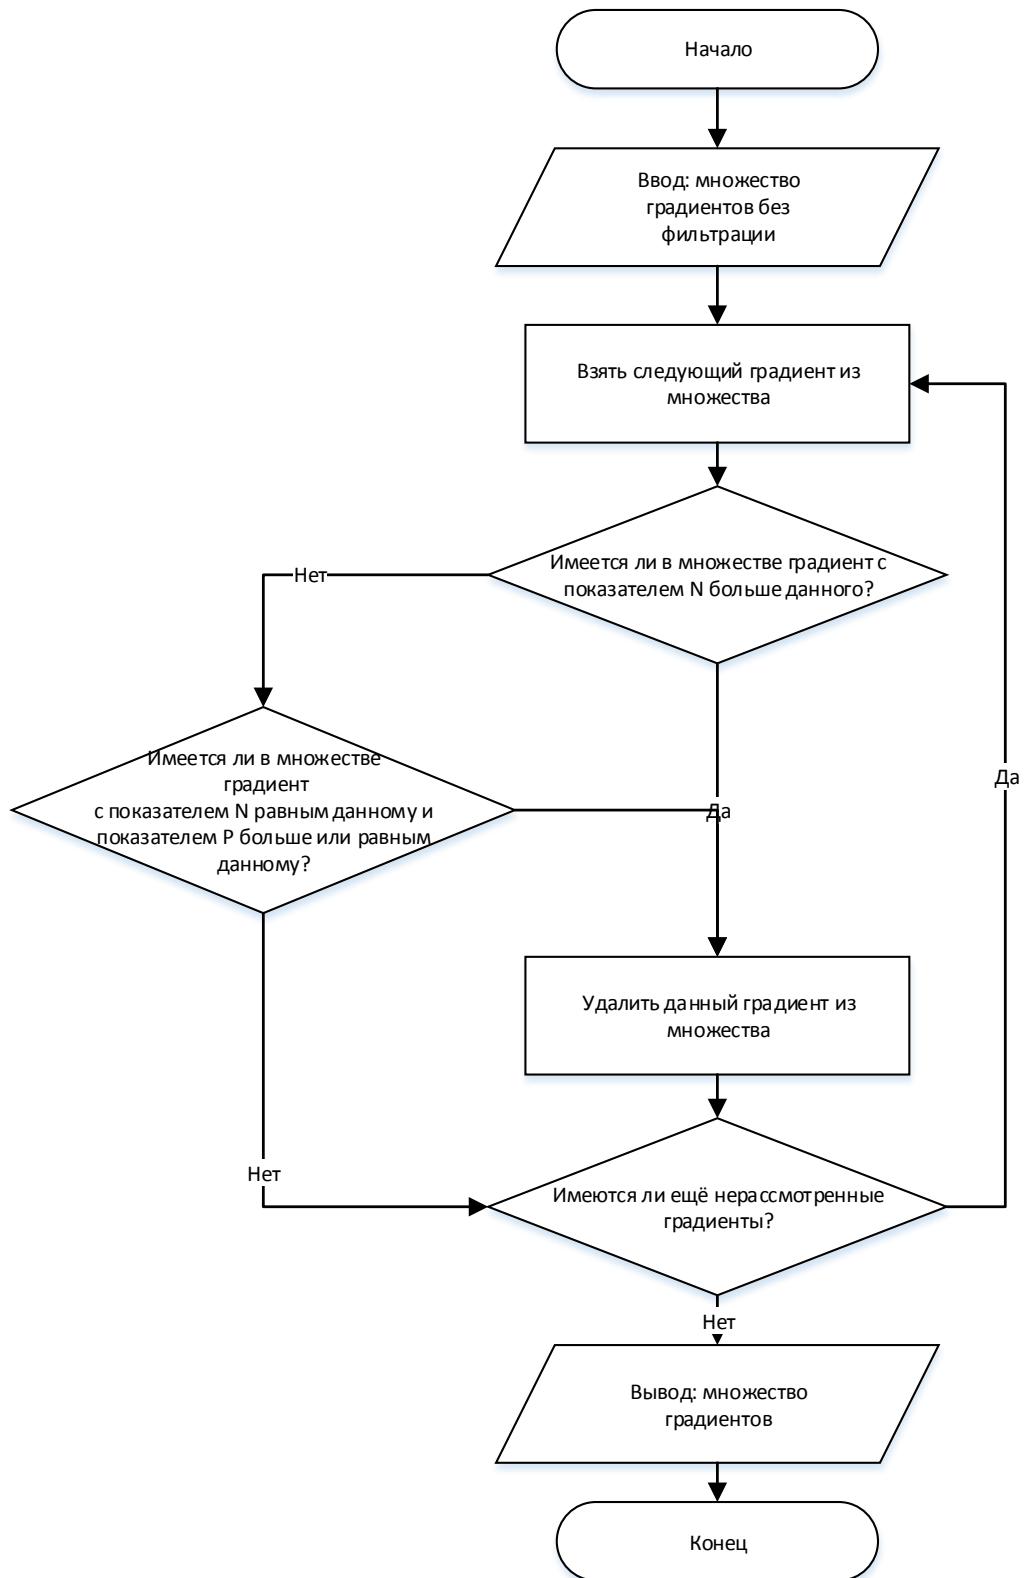 Начало
Ввод: множество
градиентов без
фильтрации
Взять следующий градиент из
множества
Имеется ли в множестве градиент с
показателем N больше данного?
Нет
Имеется ли в множестве
градиент
с показателем N равным данному и
показателем P больше или равным
данному?
Да
Да
Удалить данный градиент из
множества
Нет
Имеются ли ещё нерассмотренные
градиенты?
Нет
Вывод: множество
градиентов
Конец